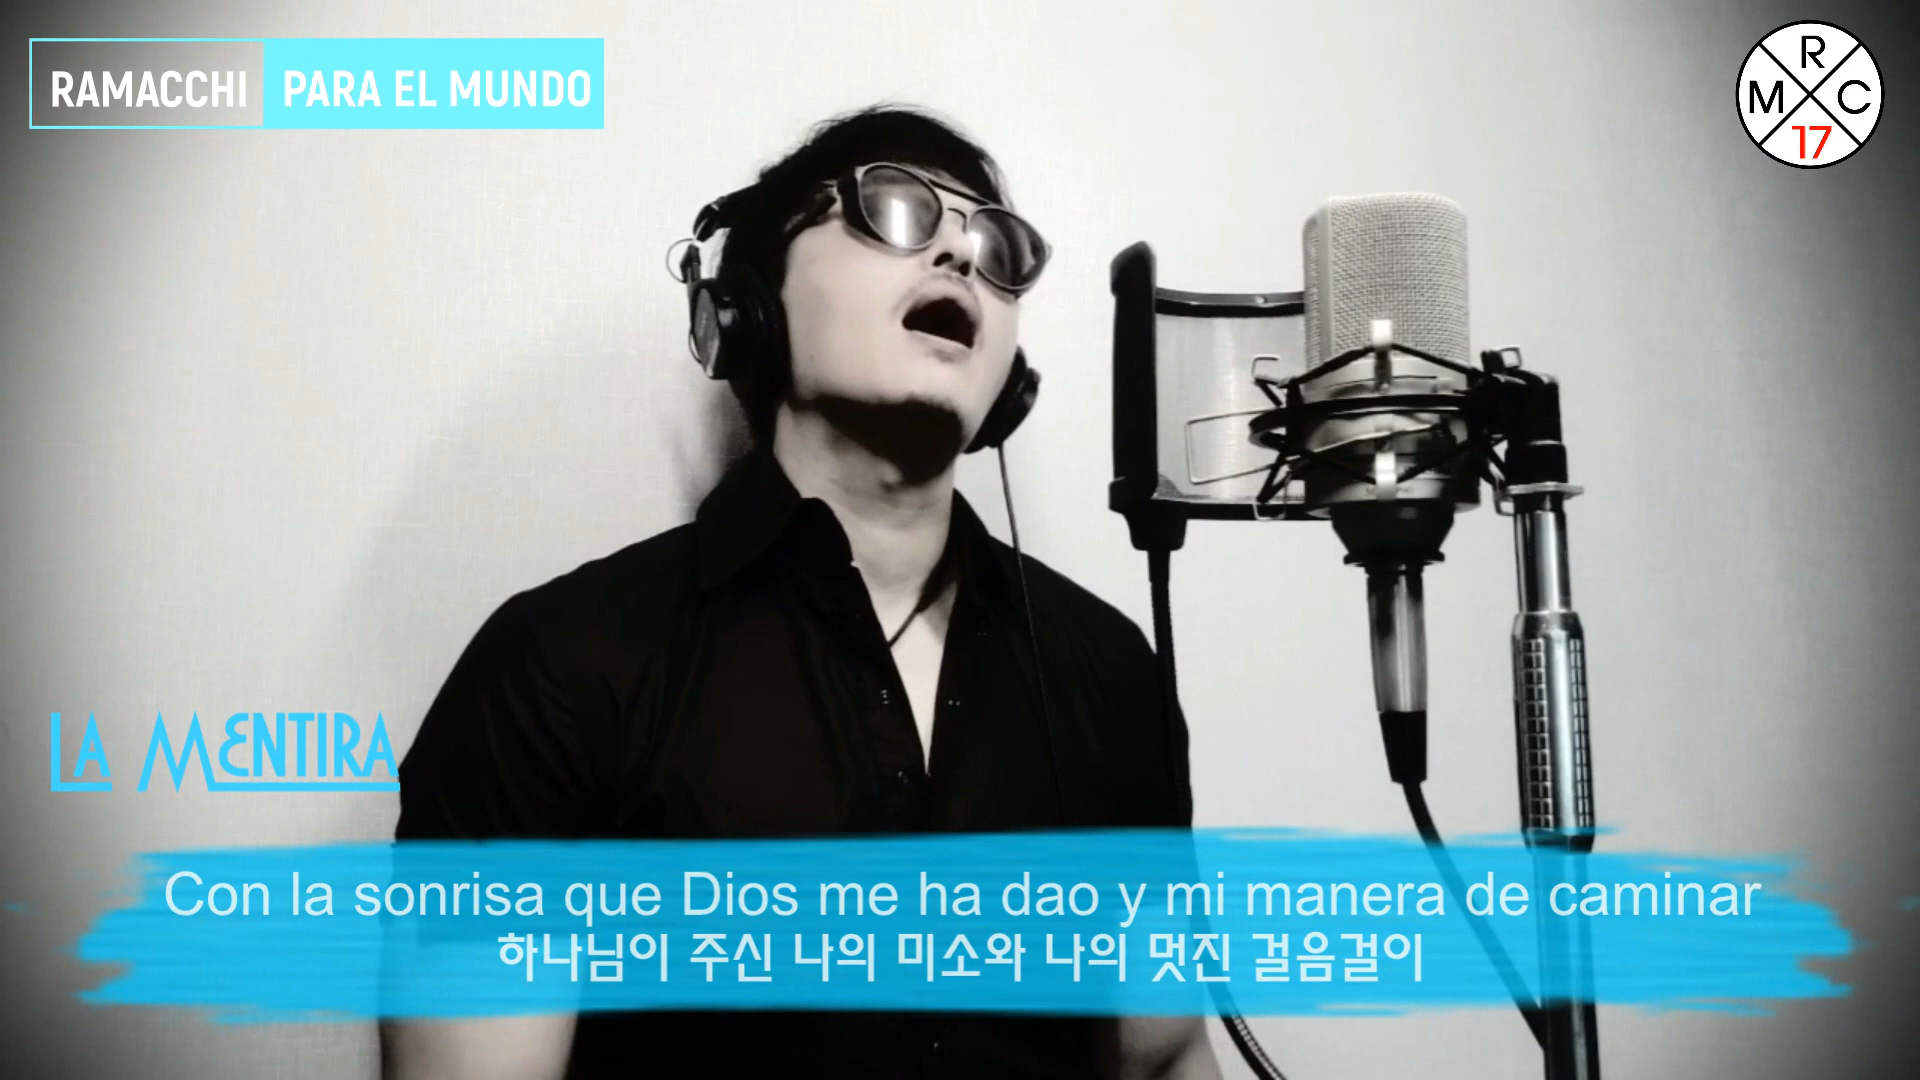 RAMACCHI PARA EL MUNDO
R
M C
17
LA MENTIRA
Con la sonrisa que Dios me ha dao y mi manera de caminar
하나님이 주신 나의 미소와 나의 멋진 걸음걸이